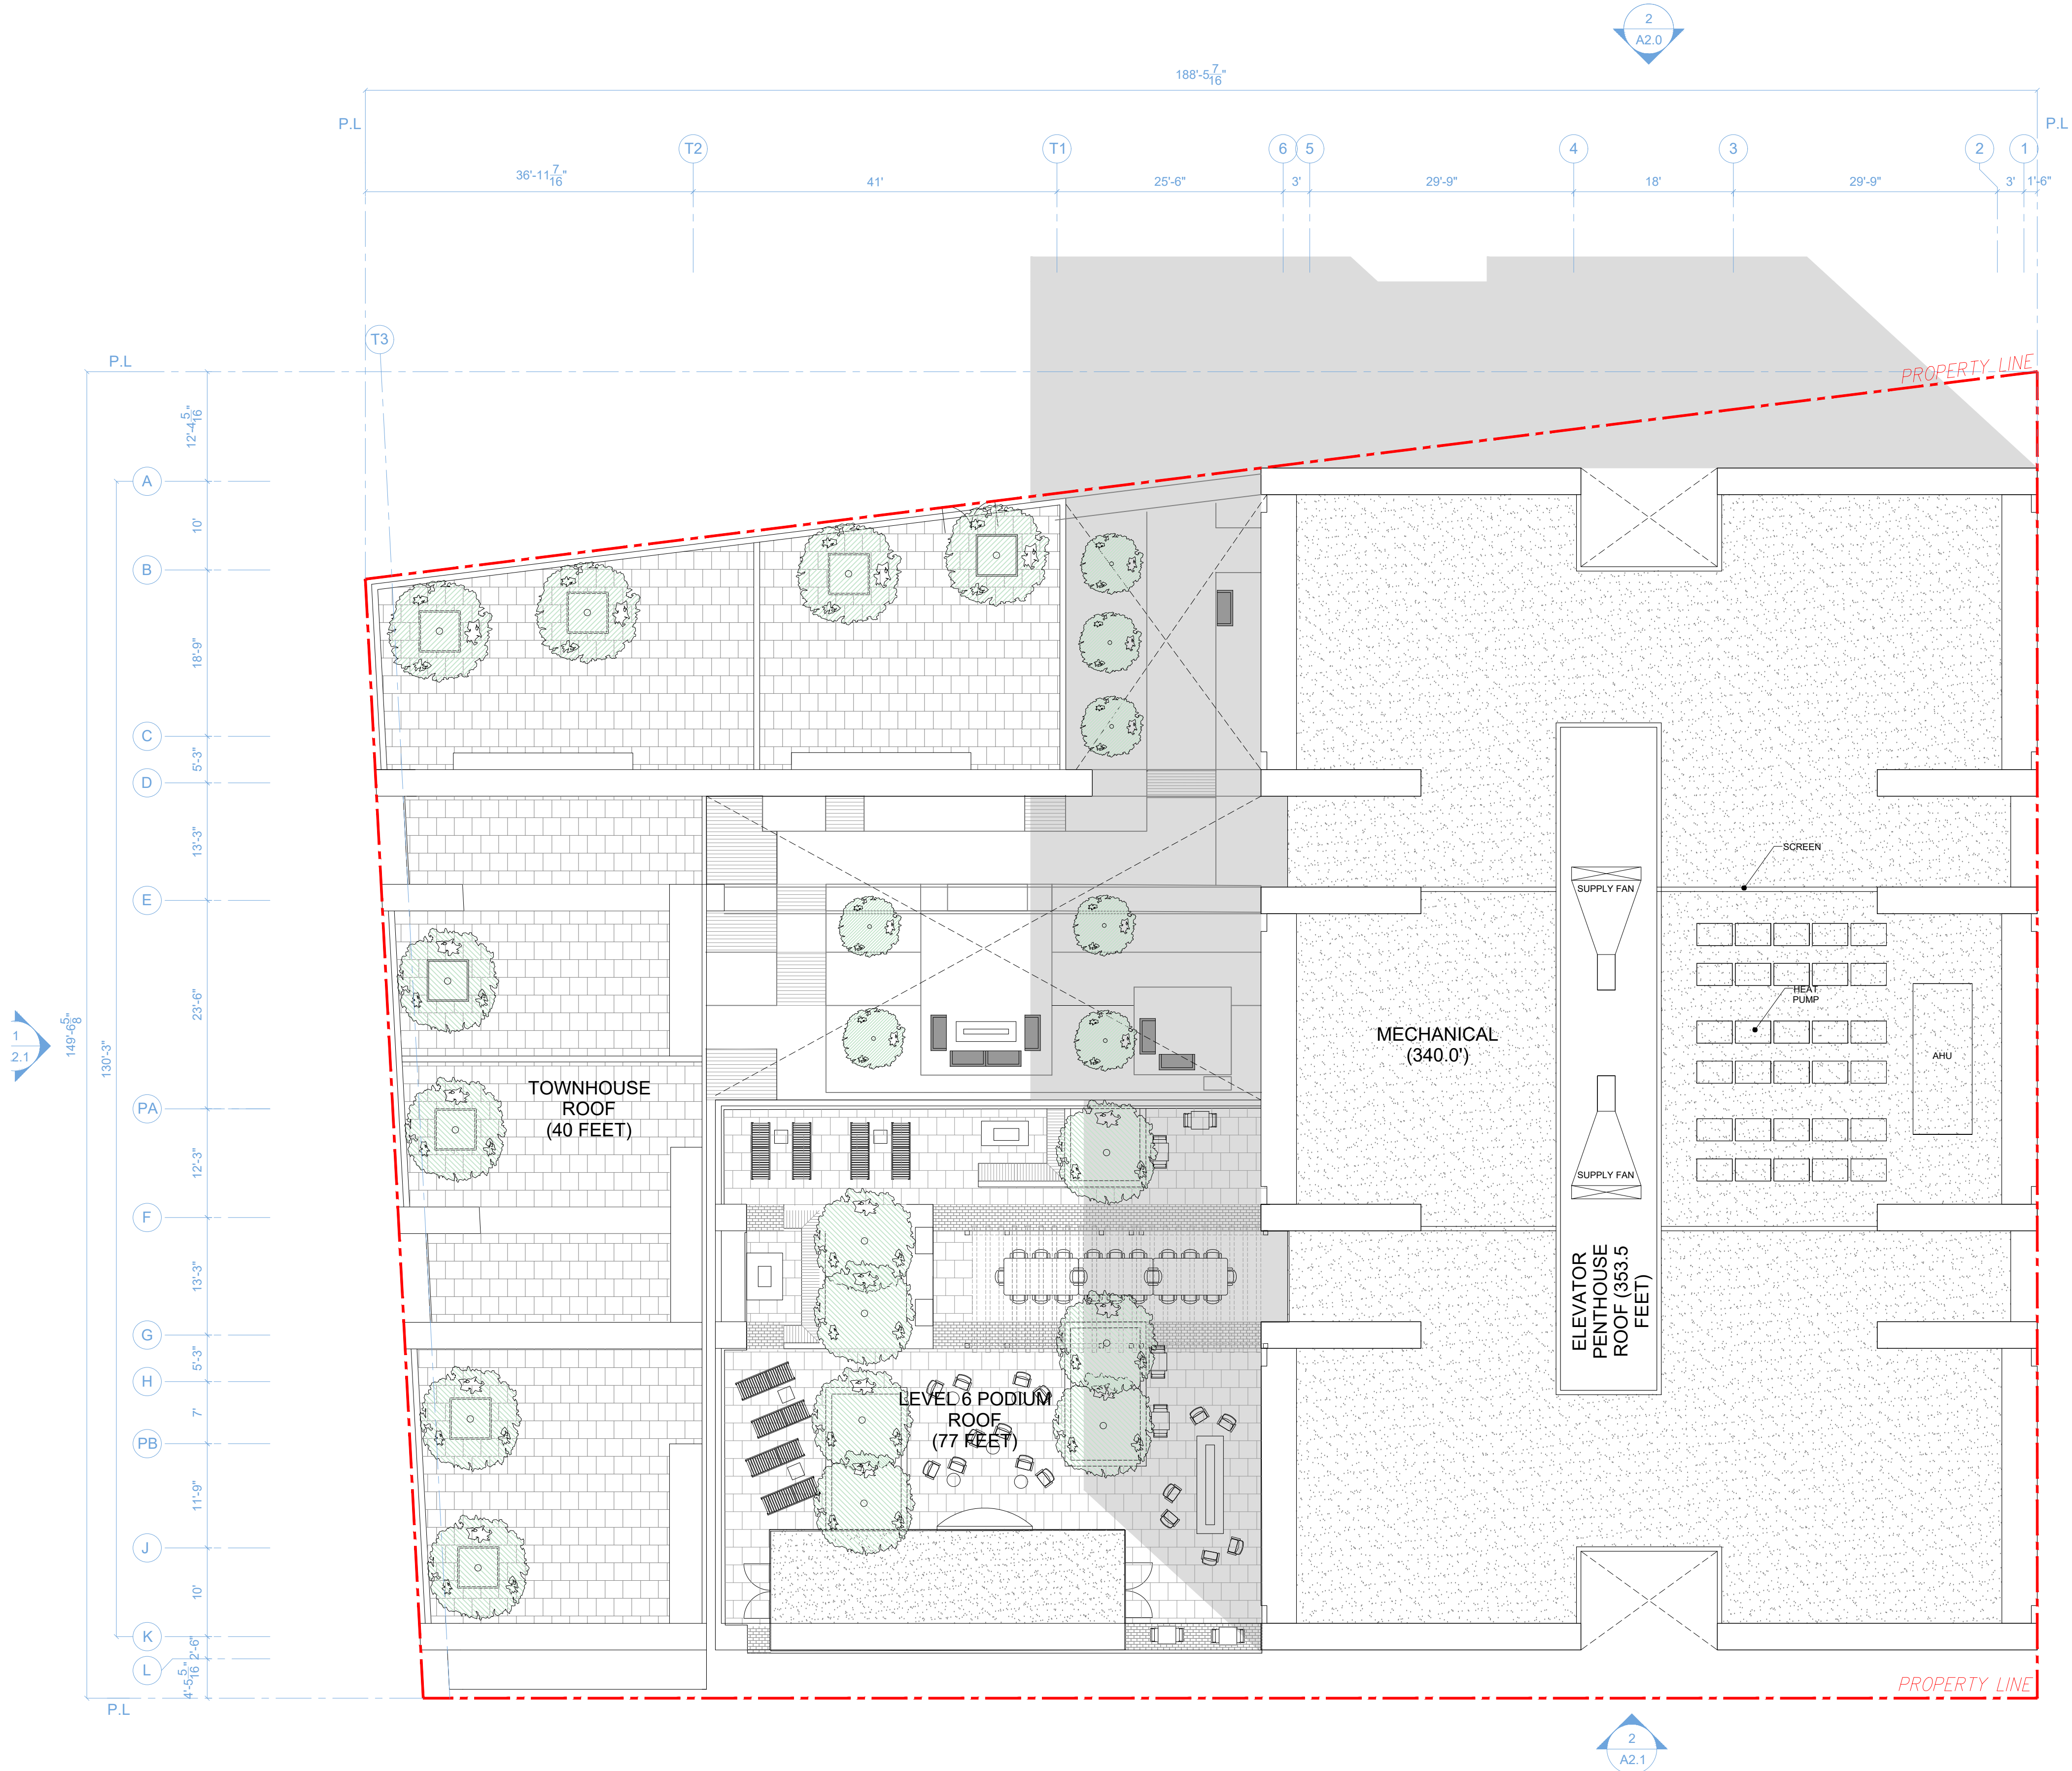 2
A2.0
188'-5 7/16"
P.L
P.L
T2
T1
6
5
4
3
2
1
36'-11 7/16"
41'
25'-6"
3'
29'-9"
18'
29'-9"
3'
1'-6"
T3
P.L
PROPERTY LINE
12'-4 5/16"
A
10'
B
18'-9"
C
5'-3"
D
13'-3"
SCREEN
SUPPLY FAN
E
23'-6"
HEAT
PUMP
1
2.1
149'-6 5/8"
130'-3"
MECHANICAL
(340.0')
AHU
TOWNHOUSE
ROOF
(40 FEET)
PA
12'-3"
SUPPLY FAN
F
13'-3"
ELEVATOR
PENTHOUSE
ROOF (353.5
FEET)
G
5'-3"
H
LEVEL 6 PODIUM
ROOF
(77 FEET)
7'
PB
11'-9"
J
10'
K
2'-6"
L
4'-5 5/16"
PROPERTY LINE
P.L
2
A2.1